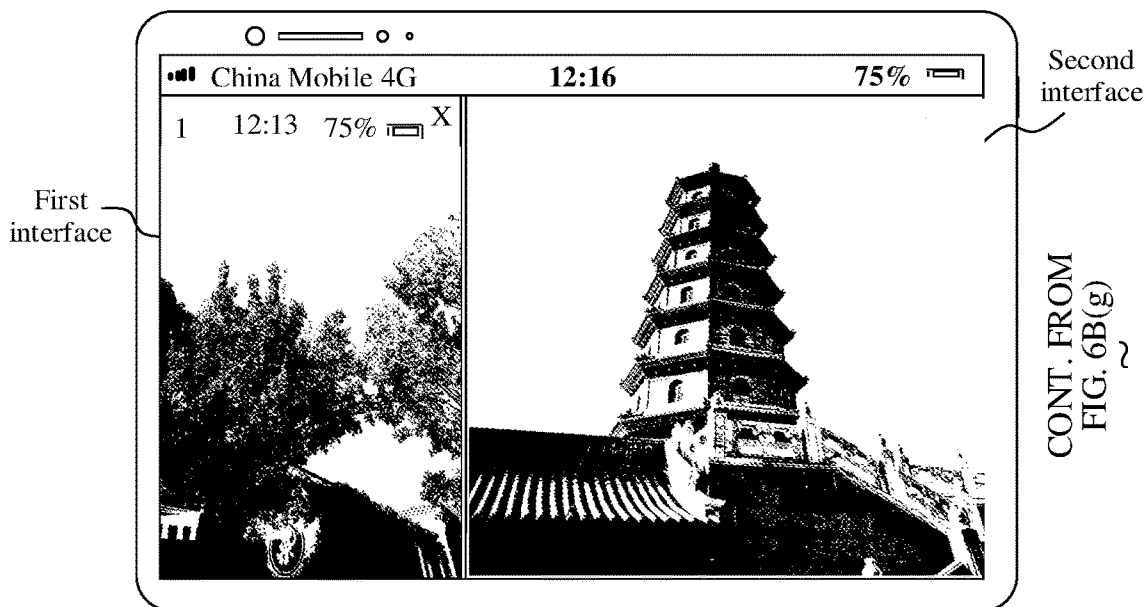 China Mobile 4G 12:16 75%
Second
interface
1 12:13 75% X
First
interface
CONT. FROM
FIG. 6B(g)
~